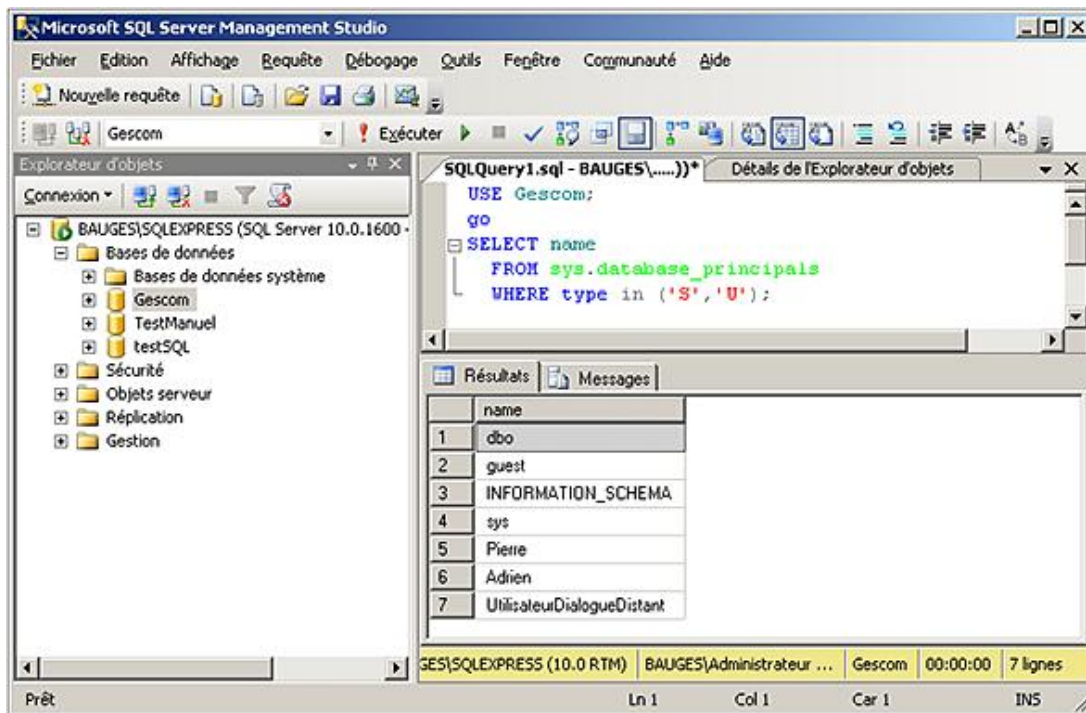 Microsoft SQL Server Management Studio
Fichier Edition Affichage Requête Débogage Outils Fenêtre Communauté Aide
Nouvelle requête
Gescom Exécuter
Explorateur d'objets
Connexion
BAUGES\SQLEXPRESS (SQL Server 10.0.1600 -
Bases de données
Bases de données système
Gescom
TestManuel
testSQL
Sécurité
Objets serveur
Réplication
Gestion
SQLQuery1.sql - BAUGES\.....))* Détails de l'Explorateur d'objets
USE Gescom;
go
SELECT name
FROM sys.database_principals
WHERE type in ('S','U');
Résultats Messages
name
1 dbo
2 guest
3 INFORMATION_SCHEMA
4 sys
5 Pierre
6 Adrien
7 UtilisateurDialogueDistant
GES\SQLEXPRESS (10.0 RTM) BAUGES\Administrateur ... Gescom 00:00:00 7 lignes
Prêt Ln 1 Col 1 Car 1 INS